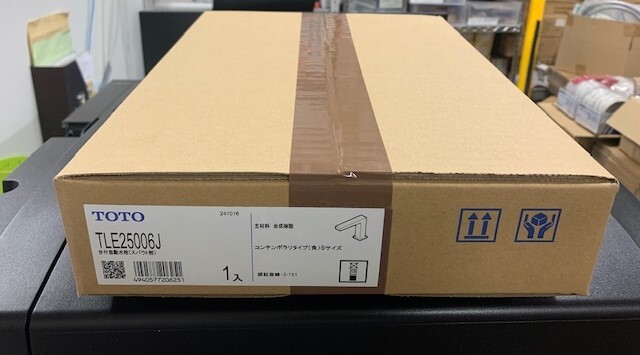 TOTO
241016
TLE25006J
台付自動水栓(スパウト部)
4940577206251
1入
主材料 合成樹脂
コンテンポラリタイプ(角)Sサイズ